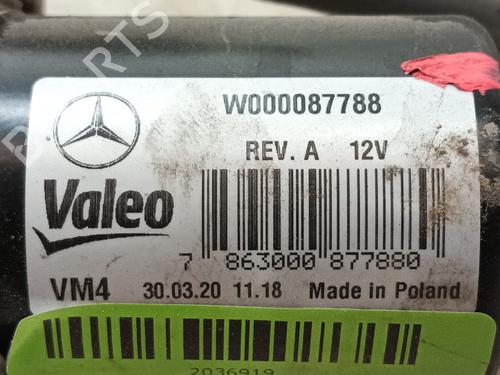 W000087788
REV. A 12V
Valeo
7 863000 877880
VM4 30.03.20 11.18 Made in Poland
2036919